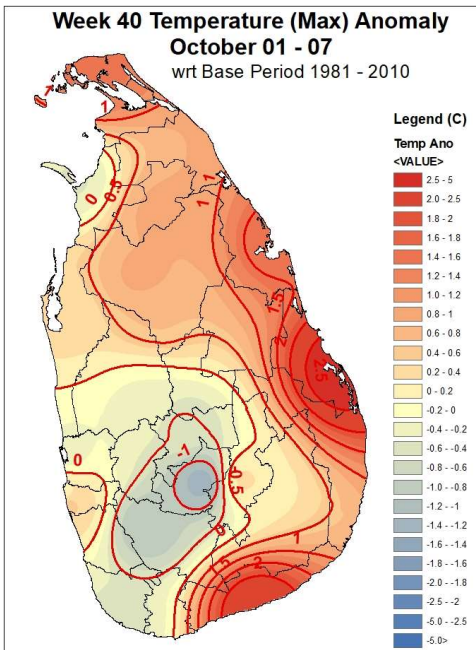 Week 40 Temperature (Max) Anomaly
October 01 - 07
wrt Base Period 1981 - 2010
Legend (C)
Temp Ano
<VALUE>
2.5 - 5
2.0 - 2.5
1.8 - 2
1.6 - 1.8
1.4 - 1.6
1.2 - 1.4
1.0 - 1.2
0.8 - 1
0.6 - 0.8
0.4 - 0.6
0.2 - 0.4
0 - 0.2
-0.2 - 0
-0.4 - -0.2
-0.6 - -0.4
-0.8 - -0.6
-1.0 - -0.8
-1.2 - -1
-1.4 - -1.2
-1.6 - -1.4
-1.8 - -1.6
-2.0 - -1.8
-2.5 - -2
-5.0 - -2.5
-5.0>
1
1
0.5
0
1
1
1.5
2
2.5
-1
0
-0.5
0
1
2